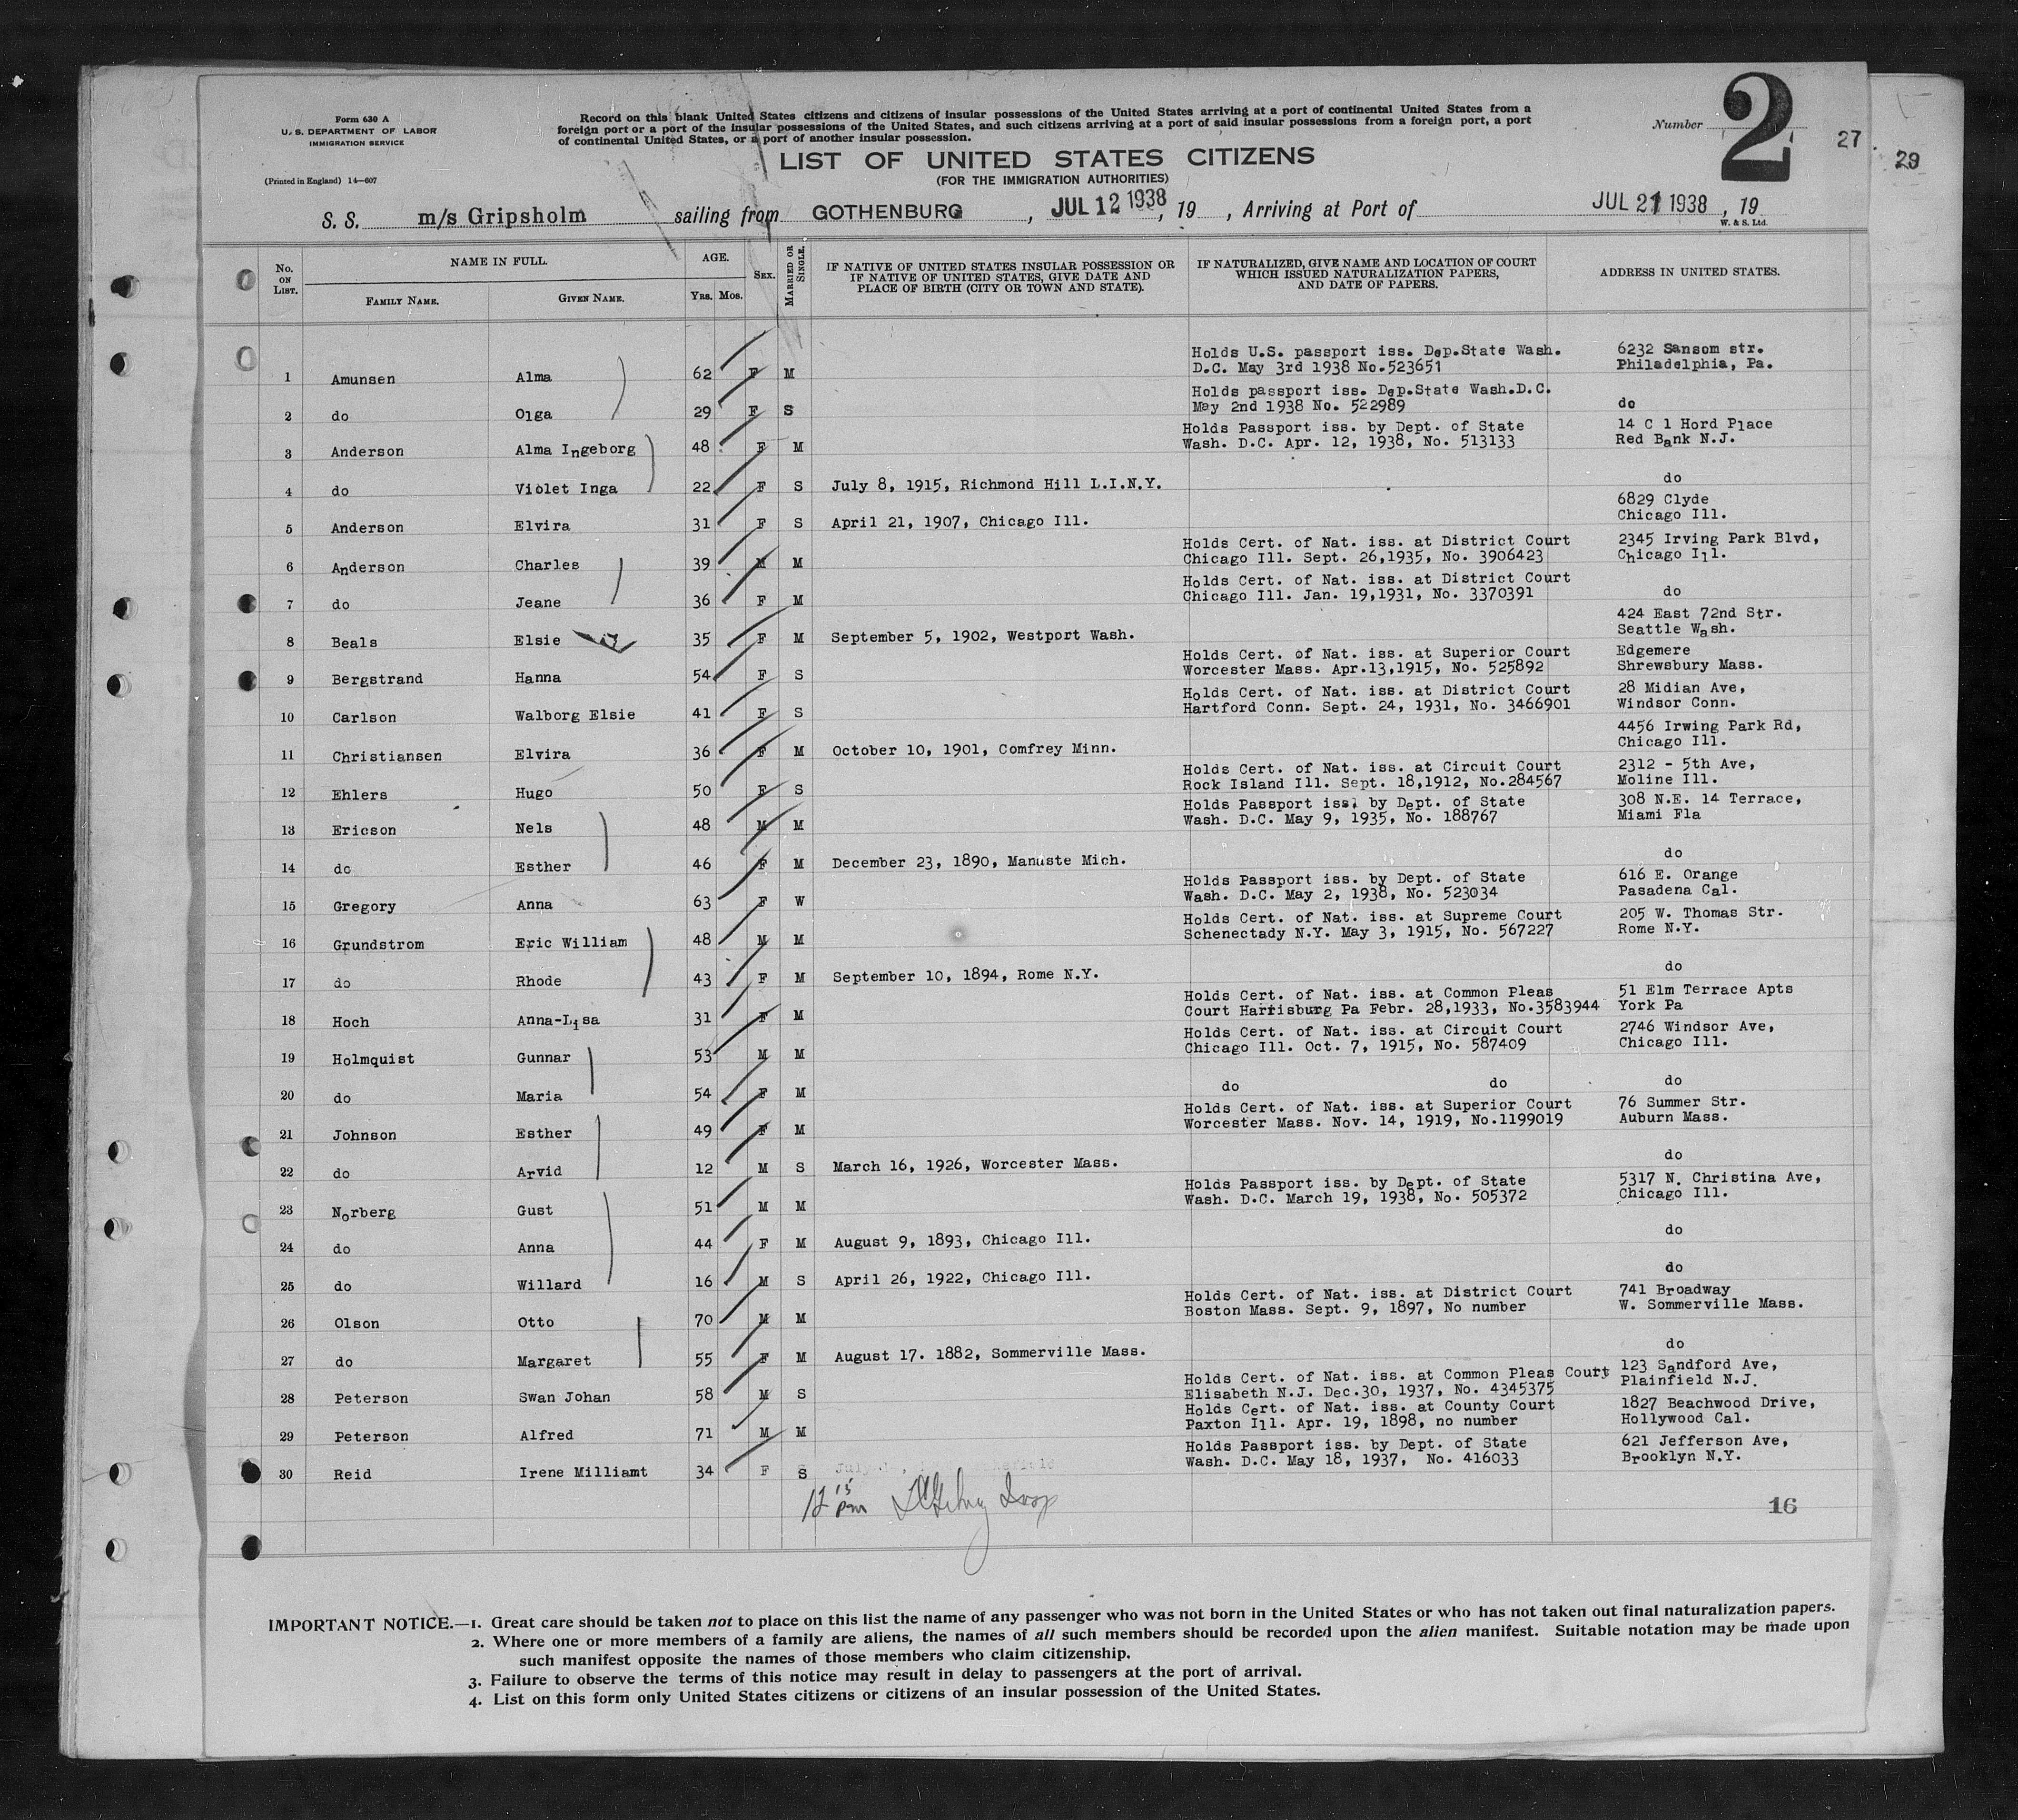 Form 630 A
U. S. DEPARTMENT OF LABOR
IMMIGRATION SERVICE
(Printed in England) 14—607
Record on this blank United States citizens and citizens of insular possessions of the United States arriving at a port of continental United States from a
foreign port or a port of the insular possessions of the United States, and such citizens arriving at a port of said insular possessions from a foreign port, a port
of continental United States, or a port of another insular possession.
Number 2
27
29
LIST OF UNITED STATES CITIZENS
(FOR THE IMMIGRATION AUTHORITIES)
S. S. m/s Gripsholm sailing from GOTHENBURG, JUL 12 1938, 19 , Arriving at Port of JUL 21 1938, 19
W. & S. Ltd.
No. ON LIST.
NAME IN FULL.
FAMILY NAME. GIVEN NAME.
AGE.
YRS. MOS.
SEX.
MARRIED OR SINGLE.
IF NATIVE OF UNITED STATES INSULAR POSSESSION OR
IF NATIVE OF UNITED STATES, GIVE DATE AND
PLACE OF BIRTH (CITY OR TOWN AND STATE).
IF NATURALIZED, GIVE NAME AND LOCATION OF COURT
WHICH ISSUED NATURALIZATION PAPERS,
AND DATE OF PAPERS.
ADDRESS IN UNITED STATES.
Holds U.S. passport iss. Dep.State Wash. 6232 Sansom str.
1 Amunsen Alma 62 F M D.C. May 3rd 1938 No.523651 Philadelphia, Pa.
Holds passport iss. Dep.State Wash.D.C.
2 do Olga 29 F S May 2nd 1938 No. 522989 do
Holds Passport iss. by Dept. of State 14 C l Hord Place
3 Anderson Alma Ingeborg 48 F M Wash. D.C. Apr. 12, 1938, No. 513133 Red Bank N.J.
4 do Violet Inga 22 F S July 8, 1915, Richmond Hill L.I.N.Y. do
6829 Clyde
5 Anderson Elvira 31 F S April 21, 1907, Chicago Ill. Chicago Ill.
Holds Cert. of Nat. iss. at District Court 2345 Irving Park Blvd,
6 Anderson Charles 39 M M Chicago Ill. Sept. 26,1935, No. 3906423 Chicago Ill.
Holds Cert. of Nat. iss. at District Court
7 do Jeane 36 F M Chicago Ill. Jan. 19,1931, No. 3370391 do
424 East 72nd Str.
8 Beals Elsie 35 F M September 5, 1902, Westport Wash. Seattle Wash.
Holds Cert. of Nat. iss. at Superior Court Edgemere
9 Bergstrand Hanna 54 F S Worcester Mass. Apr.13,1915, No. 525892 Shrewsbury Mass.
Holds Cert. of Nat. iss. at District Court 28 Midian Ave,
10 Carlson Walborg Elsie 41 F S Hartford Conn. Sept. 24, 1931, No. 3466901 Windsor Conn.
4456 Irwing Park Rd,
11 Christiansen Elvira 36 F M October 10, 1901, Comfrey Minn. Chicago Ill.
Holds Cert. of Nat. iss. at Circuit Court 2312 - 5th Ave,
12 Ehlers Hugo 50 F S Rock Island Ill. Sept. 18,1912, No.284567 Moline Ill.
Holds Passport iss. by Dept. of State 308 N.E. 14 Terrace,
13 Ericson Nels 48 M M Wash. D.C. May 9, 1935, No. 188767 Miami Fla
14 do Esther 46 F M December 23, 1890, Manuste Mich. do
Holds Passport iss. by Dept. of State 616 E. Orange
15 Gregory Anna 63 F W Wash. D.C. May 2, 1938, No. 523034 Pasadena Cal.
Holds Cert. of Nat. iss. at Supreme Court 205 W. Thomas Str.
16 Grundstrom Eric William 48 M M Schenectady N.Y. May 3, 1915, No. 567227 Rome N.Y.
17 do Rhode 43 F M September 10, 1894, Rome N.Y. do
Holds Cert. of Nat. iss. at Common Pleas 51 Elm Terrace Apts
18 Hoch Anna-Lisa 31 F M Court Harrisburg Pa Febr. 28,1933, No.3583944 York Pa
Holds Cert. of Nat. iss. at Circuit Court 2746 Windsor Ave,
19 Holmquist Gunnar 53 M M Chicago Ill. Oct. 7, 1915, No. 587409 Chicago Ill.
20 do Maria 54 F M do do do
Holds Cert. of Nat. iss. at Superior Court 76 Summer Str.
21 Johnson Esther 49 F M Worcester Mass. Nov. 14, 1919, No.1199019 Auburn Mass.
22 do Arvid 12 M S March 16, 1926, Worcester Mass. do
Holds Passport iss. by Dept. of State 5317 N. Christina Ave,
23 Norberg Gust 51 M M Wash. D.C. March 19, 1938, No. 505372 Chicago Ill.
24 do Anna 44 F M August 9, 1893, Chicago Ill. do
25 do Willard 16 M S April 26, 1922, Chicago Ill. do
Holds Cert. of Nat. iss. at District Court 741 Broadway
26 Olson Otto 70 M M Boston Mass. Sept. 9, 1897, No number W. Sommerville Mass.
27 do Margaret 55 F M August 17. 1882, Sommerville Mass. do
Holds Cert. of Nat. iss. at Common Pleas Court 123 Sandford Ave,
28 Peterson Swan Johan 58 M S Elisabeth N.J. Dec.30, 1937, No. 4345375 Plainfield N.J.
Holds Cert. of Nat. iss. at County Court 1827 Beachwood Drive,
29 Peterson Alfred 71 M M Paxton Ill. Apr. 19, 1898, no number Hollywood Cal.
Holds Passport iss. by Dept. of State 621 Jefferson Ave,
30 Reid Irene Milliamt 34 F S Wash. D.C. May 18, 1937, No. 416033 Brooklyn N.Y.
12 15 pm
16
IMPORTANT NOTICE.—1. Great care should be taken not to place on this list the name of any passenger who was not born in the United States or who has not taken out final naturalization papers.
2. Where one or more members of a family are aliens, the names of all such members should be recorded upon the alien manifest. Suitable notation may be made upon
such manifest opposite the names of those members who claim citizenship.
3. Failure to observe the terms of this notice may result in delay to passengers at the port of arrival.
4. List on this form only United States citizens or citizens of an insular possession of the United States.